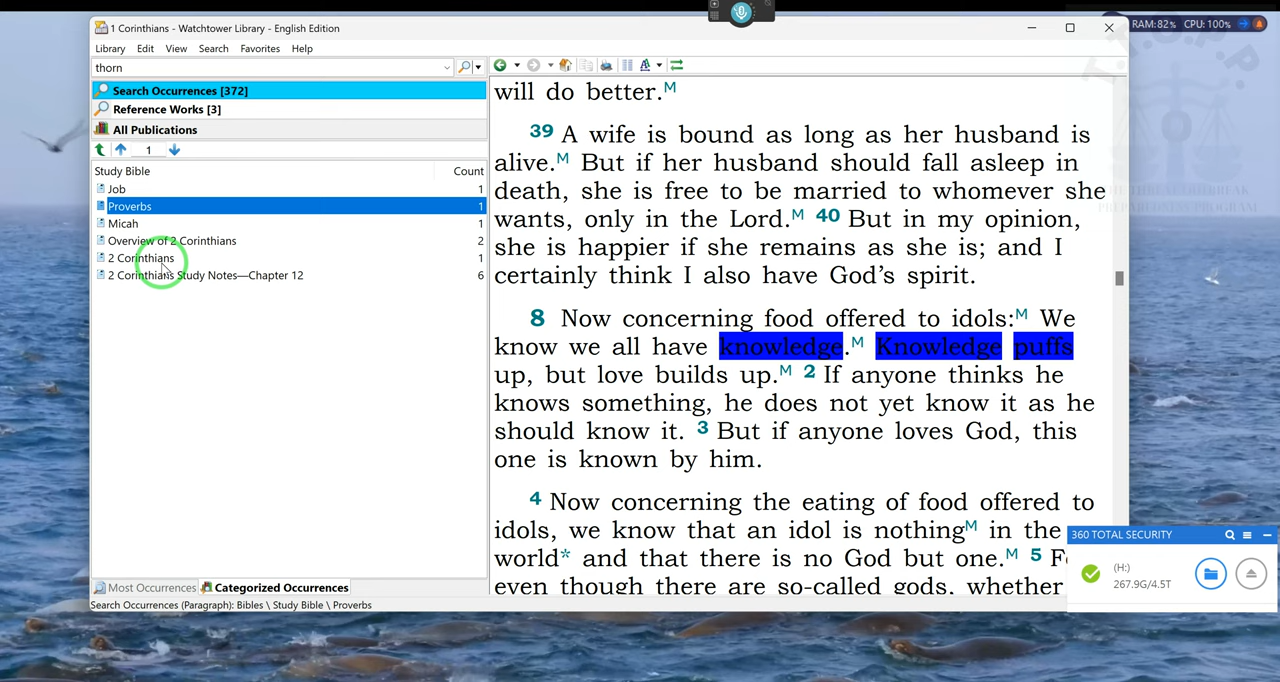 1 Corinthians - Watchtower Library - English Edition
RAM:82% CPU: 100%
Library Edit View Search Favorites Help
thorn
Search Occurrences [372]
Reference Works [3]
All Publications
1
Study Bible Count
Job 1
Proverbs 1
Micah 1
Overview of 2 Corinthians 2
2 Corinthians 1
2 Corinthians Study Notes—Chapter 12 6
Most Occurrences Categorized Occurrences
Search Occurrences (Paragraph): Bibles \ Study Bible \ Proverbs
will do better.M
39 A wife is bound as long as her husband is
alive.M But if her husband should fall asleep in
death, she is free to be married to whomever she
wants, only in the Lord.M 40 But in my opinion,
she is happier if she remains as she is; and I
certainly think I also have God’s spirit.
8 Now concerning food offered to idols:M We
know we all have knowledge.M Knowledge puffs
up, but love builds up.M 2 If anyone thinks he
knows something, he does not yet know it as he
should know it. 3 But if anyone loves God, this
one is known by him.
4 Now concerning the eating of food offered to
idols, we know that an idol is nothingM in the
world* and that there is no God but one.M 5 F
even though there are so-called gods, whether
360 TOTAL SECURITY
(H:)
267.9G/4.5T